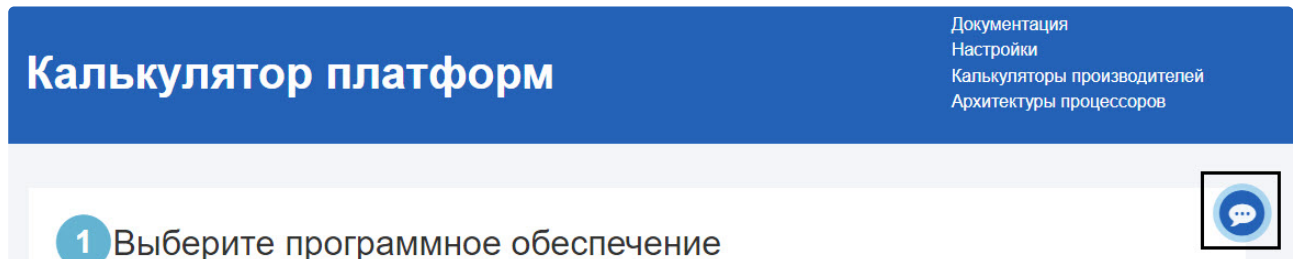 Калькулятор платформ
Документация
Настройки
Калькуляторы производителей
Архитектуры процессоров
1 Выберите программное обеспечение